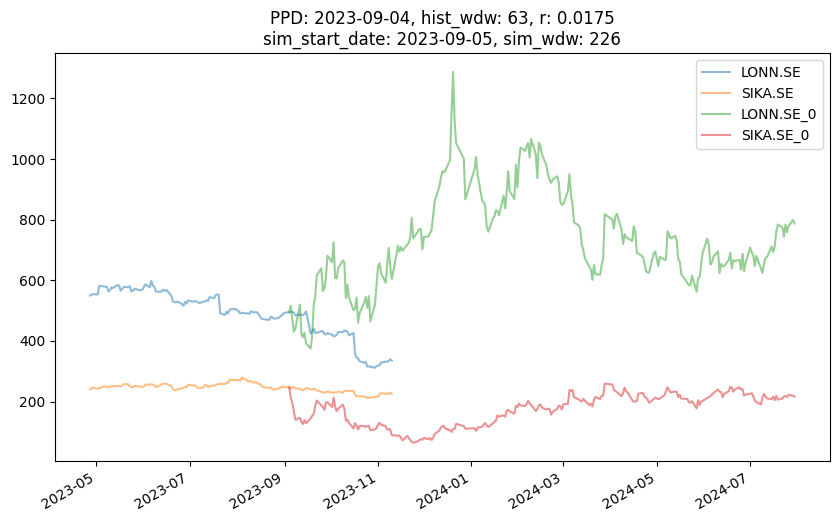 PPD: 2023-09-04, hist_wdw: 63, r: 0.0175
sim_start_date: 2023-09-05, sim_wdw: 226
LONN.SE
SIKA.SE
LONN.SE_0
SIKA.SE_0
1200
1000
800
600
400
200
2023-05
2023-07
2023-09
2023-11
2024-01
2024-03
2024-05
2024-07